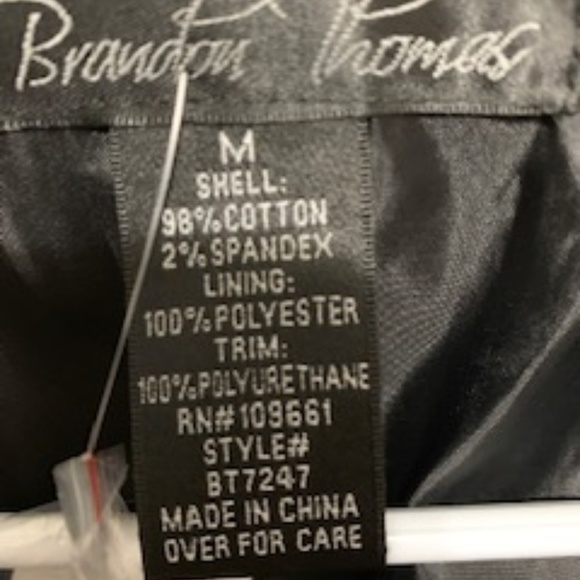 Brandon Thomas
M
SHELL:
98%COTTON
2%SPANDEX
LINING:
100%POLYESTER
TRIM:
100%POLYURETHANE
RN#109661
STYLE#
BT7247
MADE IN CHINA
OVER FOR CARE